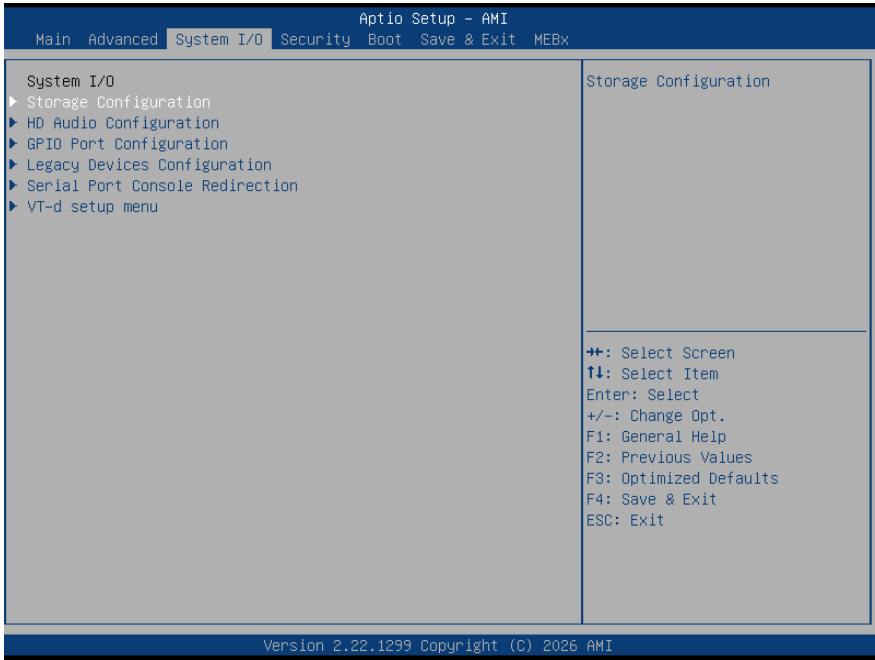 Aptio Setup - AMI
Main Advanced System I/O Security Boot Save & Exit MEBx
System I/O
Storage Configuration
HD Audio Configuration
GPIO Port Configuration
Legacy Devices Configuration
Serial Port Console Redirection
VT-d setup menu
Storage Configuration
→←: Select Screen
↑↓: Select Item
Enter: Select
+/-: Change Opt.
F1: General Help
F2: Previous Values
F3: Optimized Defaults
F4: Save & Exit
ESC: Exit
Version 2.22.1299 Copyright (C) 2026 AMI